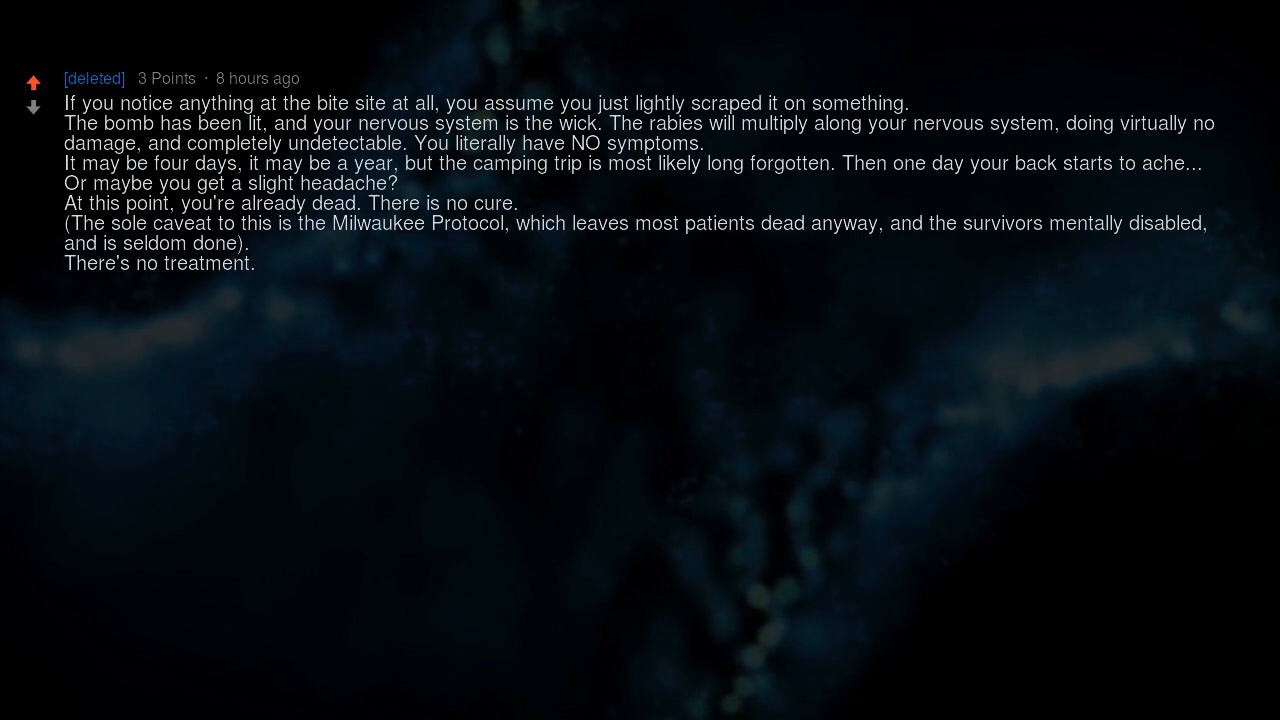 [deleted] 3 Points · 8 hours ago
If you notice anything at the bite site at all, you assume you just lightly scraped it on something.
The bomb has been lit, and your nervous system is the wick. The rabies will multiply along your nervous system, doing virtually no
damage, and completely undetectable. You literally have NO symptoms.
It may be four days, it may be a year, but the camping trip is most likely long forgotten. Then one day your back starts to ache...
Or maybe you get a slight headache?
At this point, you're already dead. There is no cure.
(The sole caveat to this is the Milwaukee Protocol, which leaves most patients dead anyway, and the survivors mentally disabled,
and is seldom done).
There's no treatment.